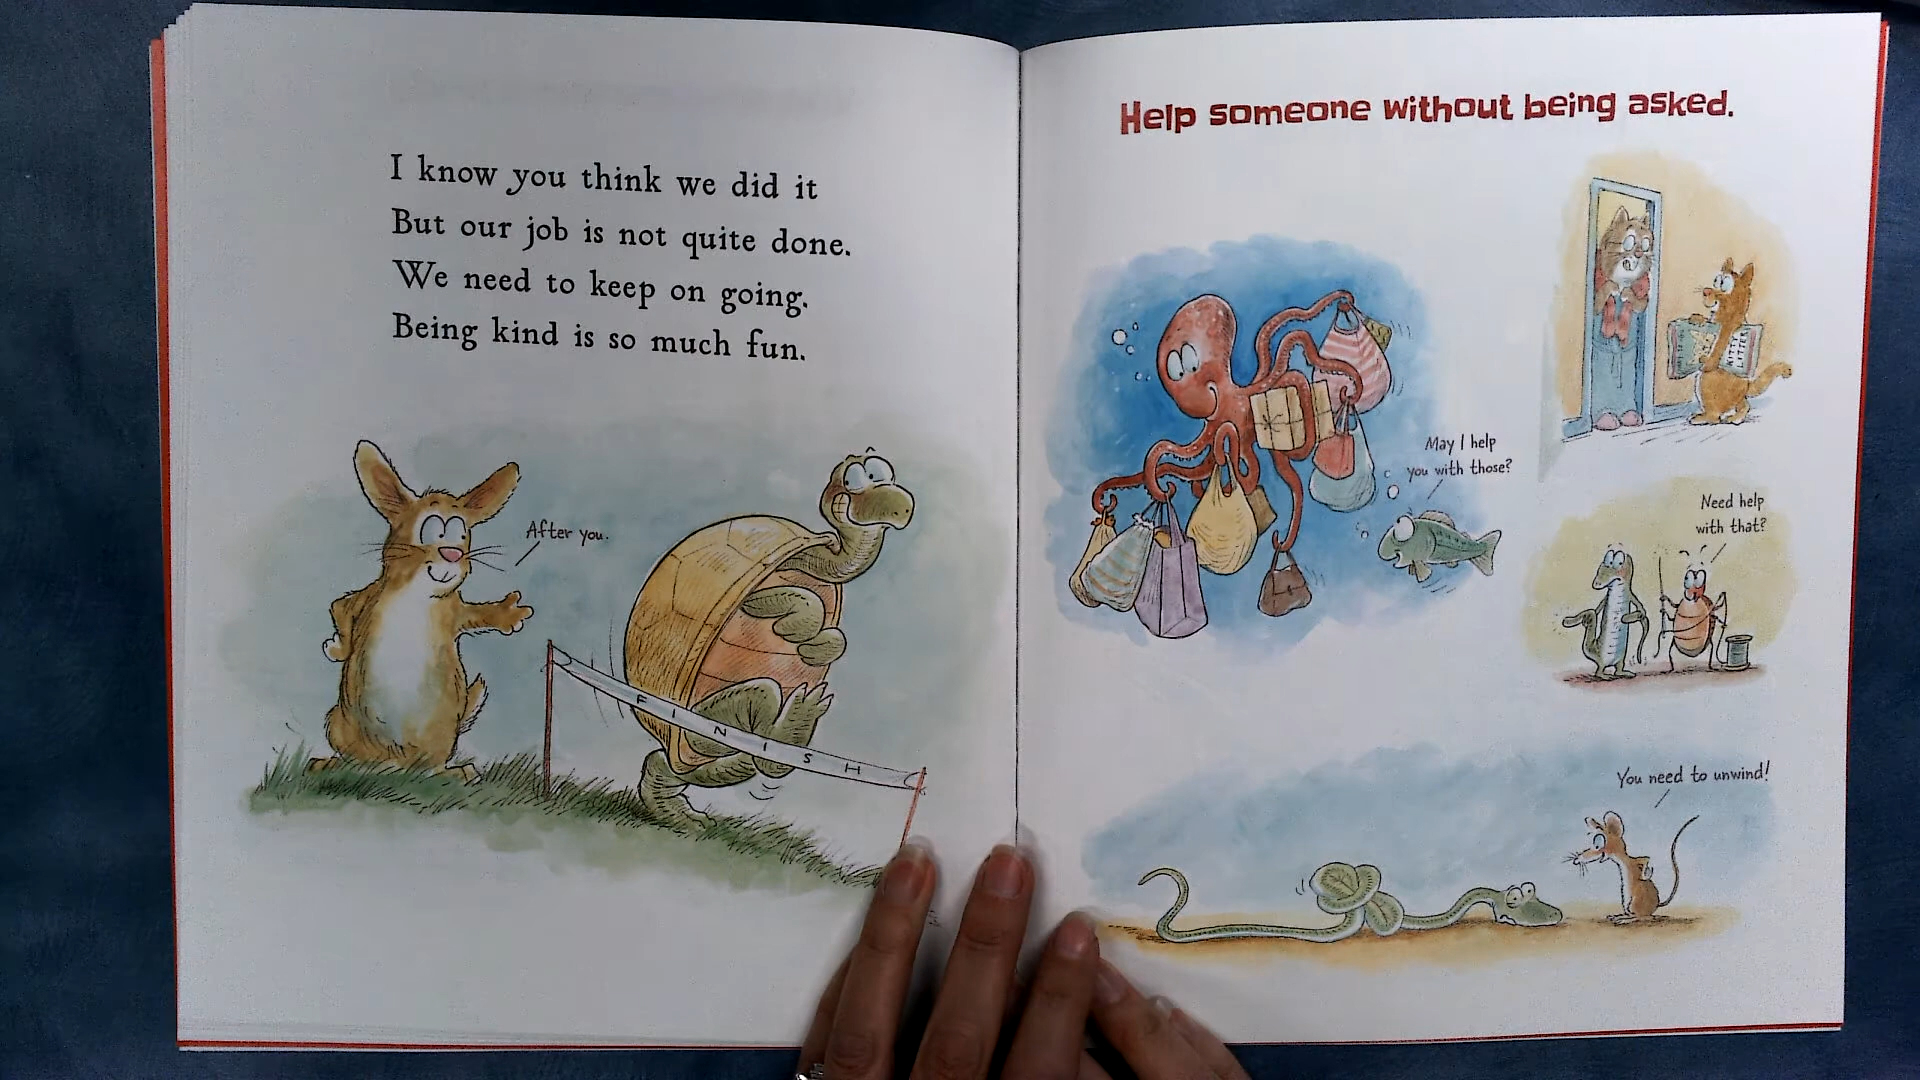 I know you think we did it
But our job is not quite done.
We need to keep on going.
Being kind is so much fun.
After you.
FINISH
Help someone without being asked.
May I help
you with those?
KITTY
LITTER
Need help
with that?
You need to unwind!